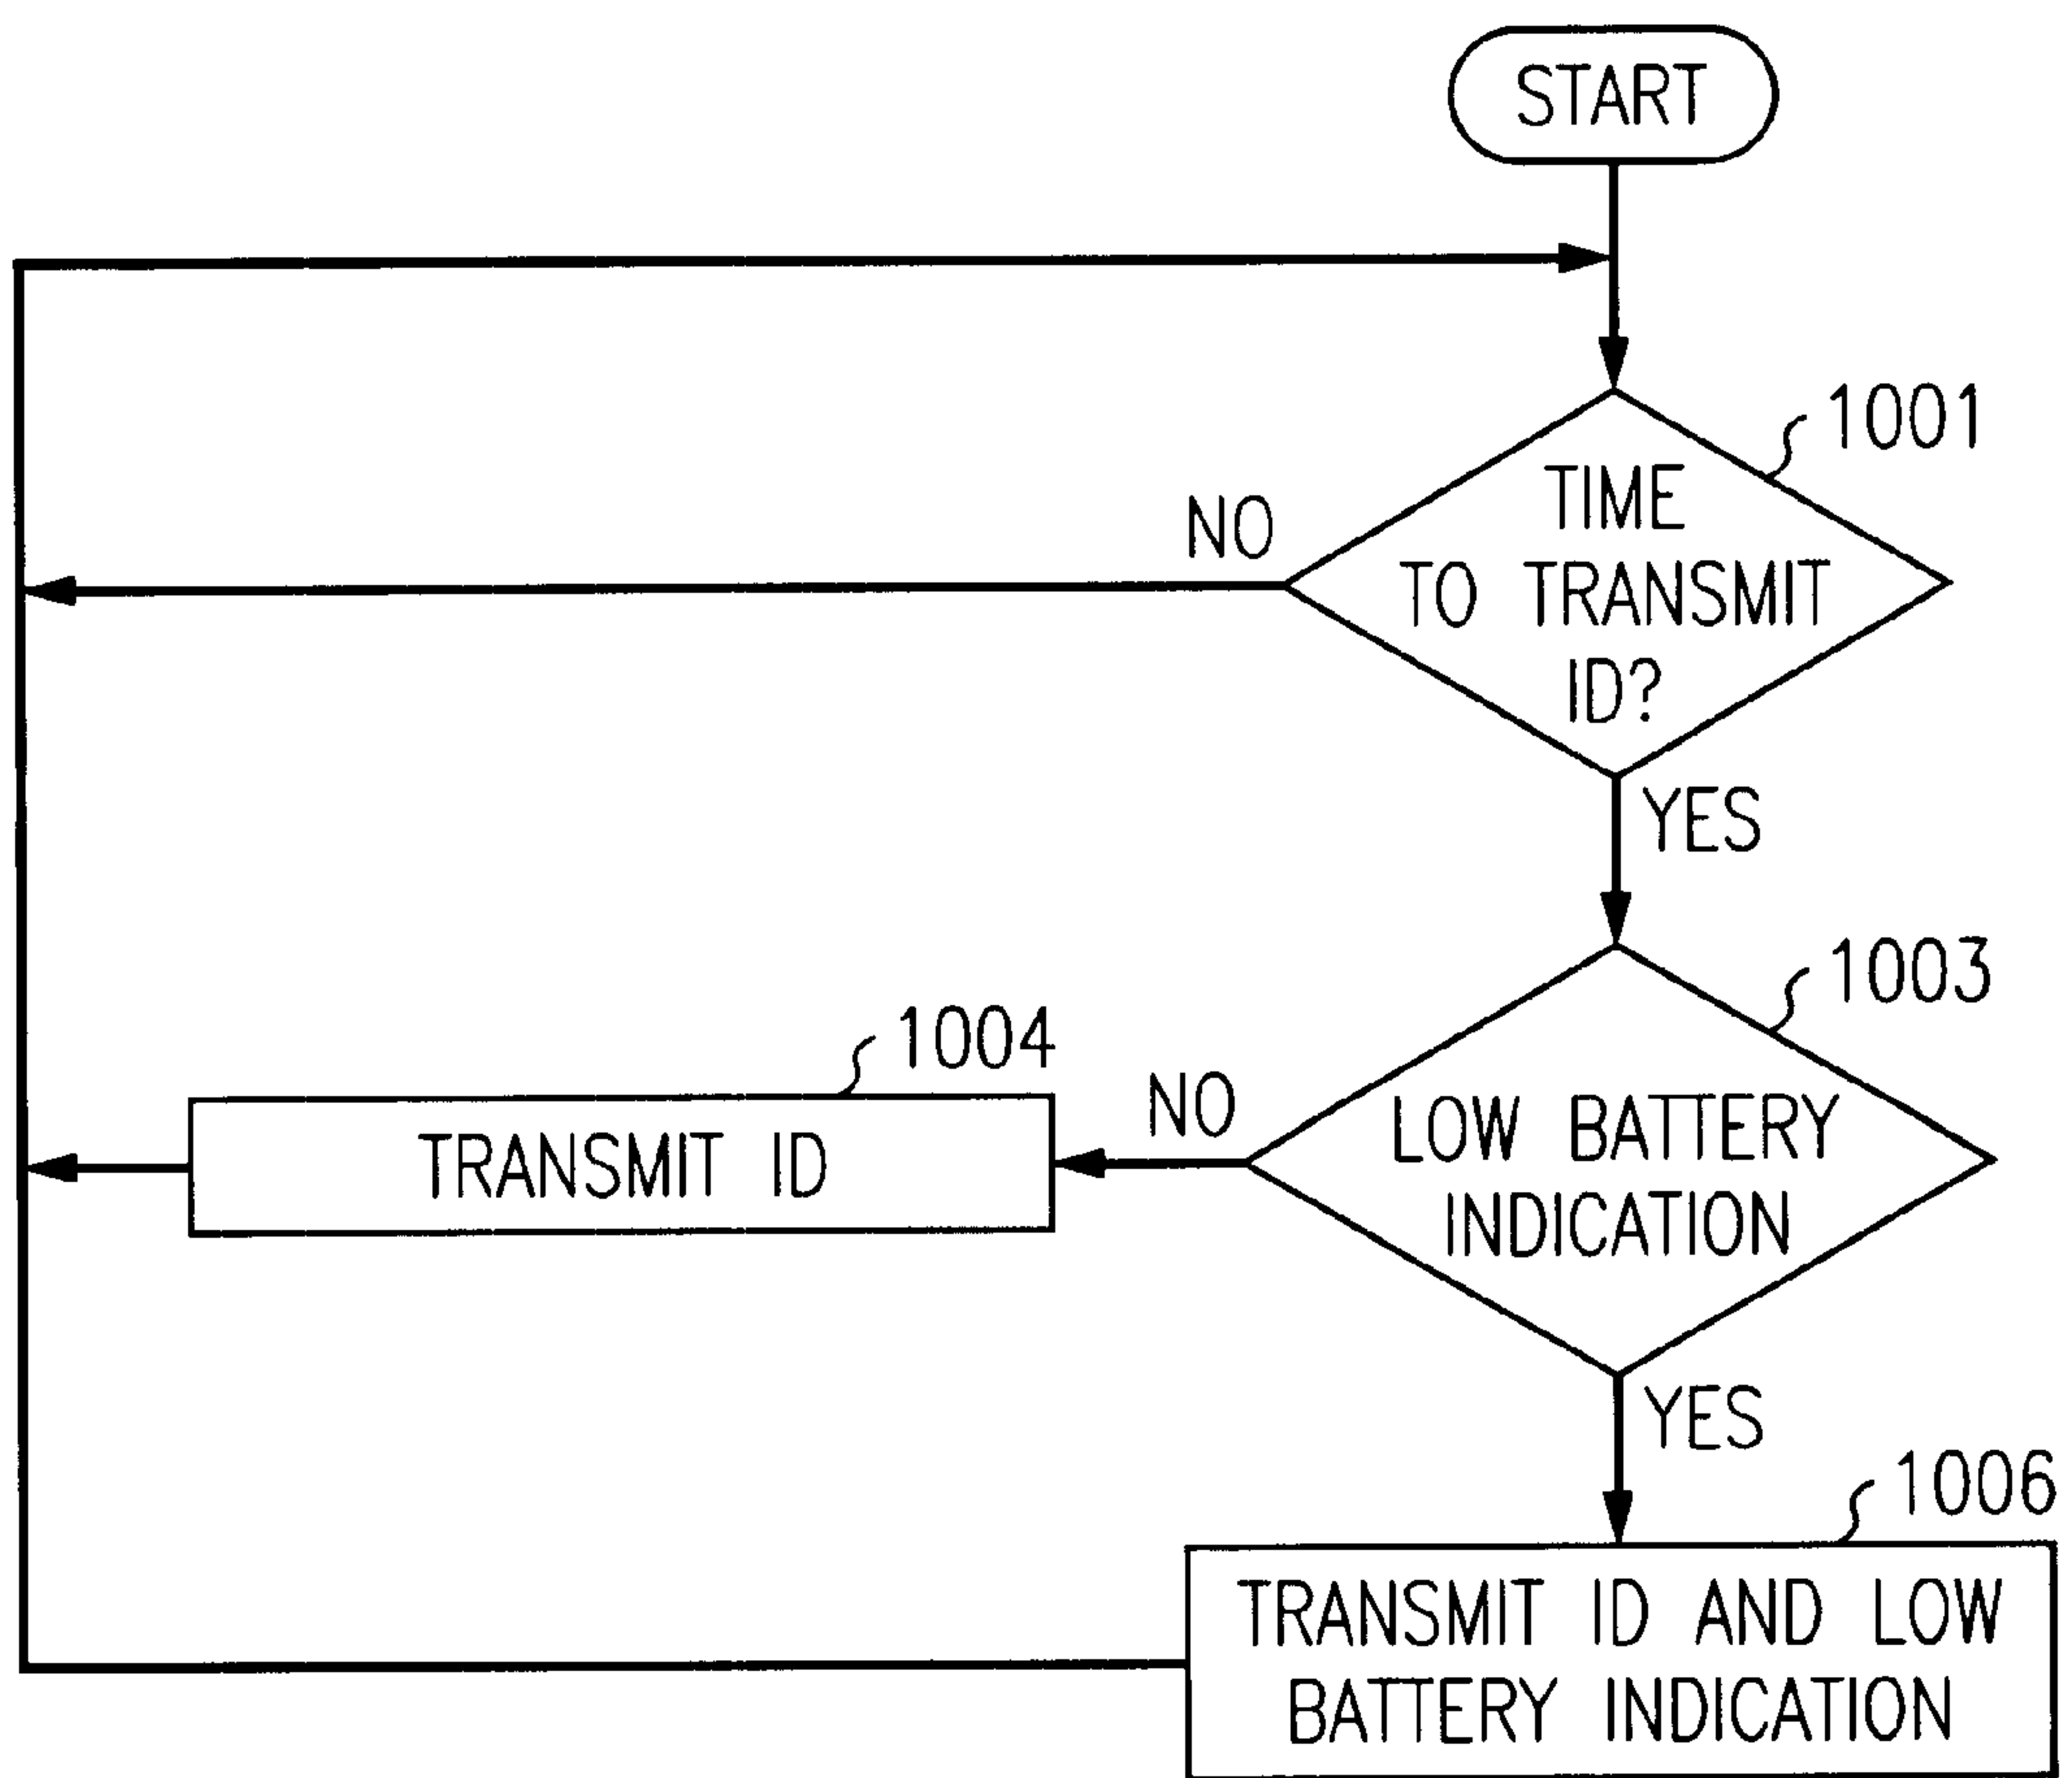 START
1001
TIME
TO TRANSMIT
ID?
NO
YES
1003
LOW BATTERY
INDICATION
NO
1004
TRANSMIT ID
YES
1006
TRANSMIT ID AND LOW
BATTERY INDICATION